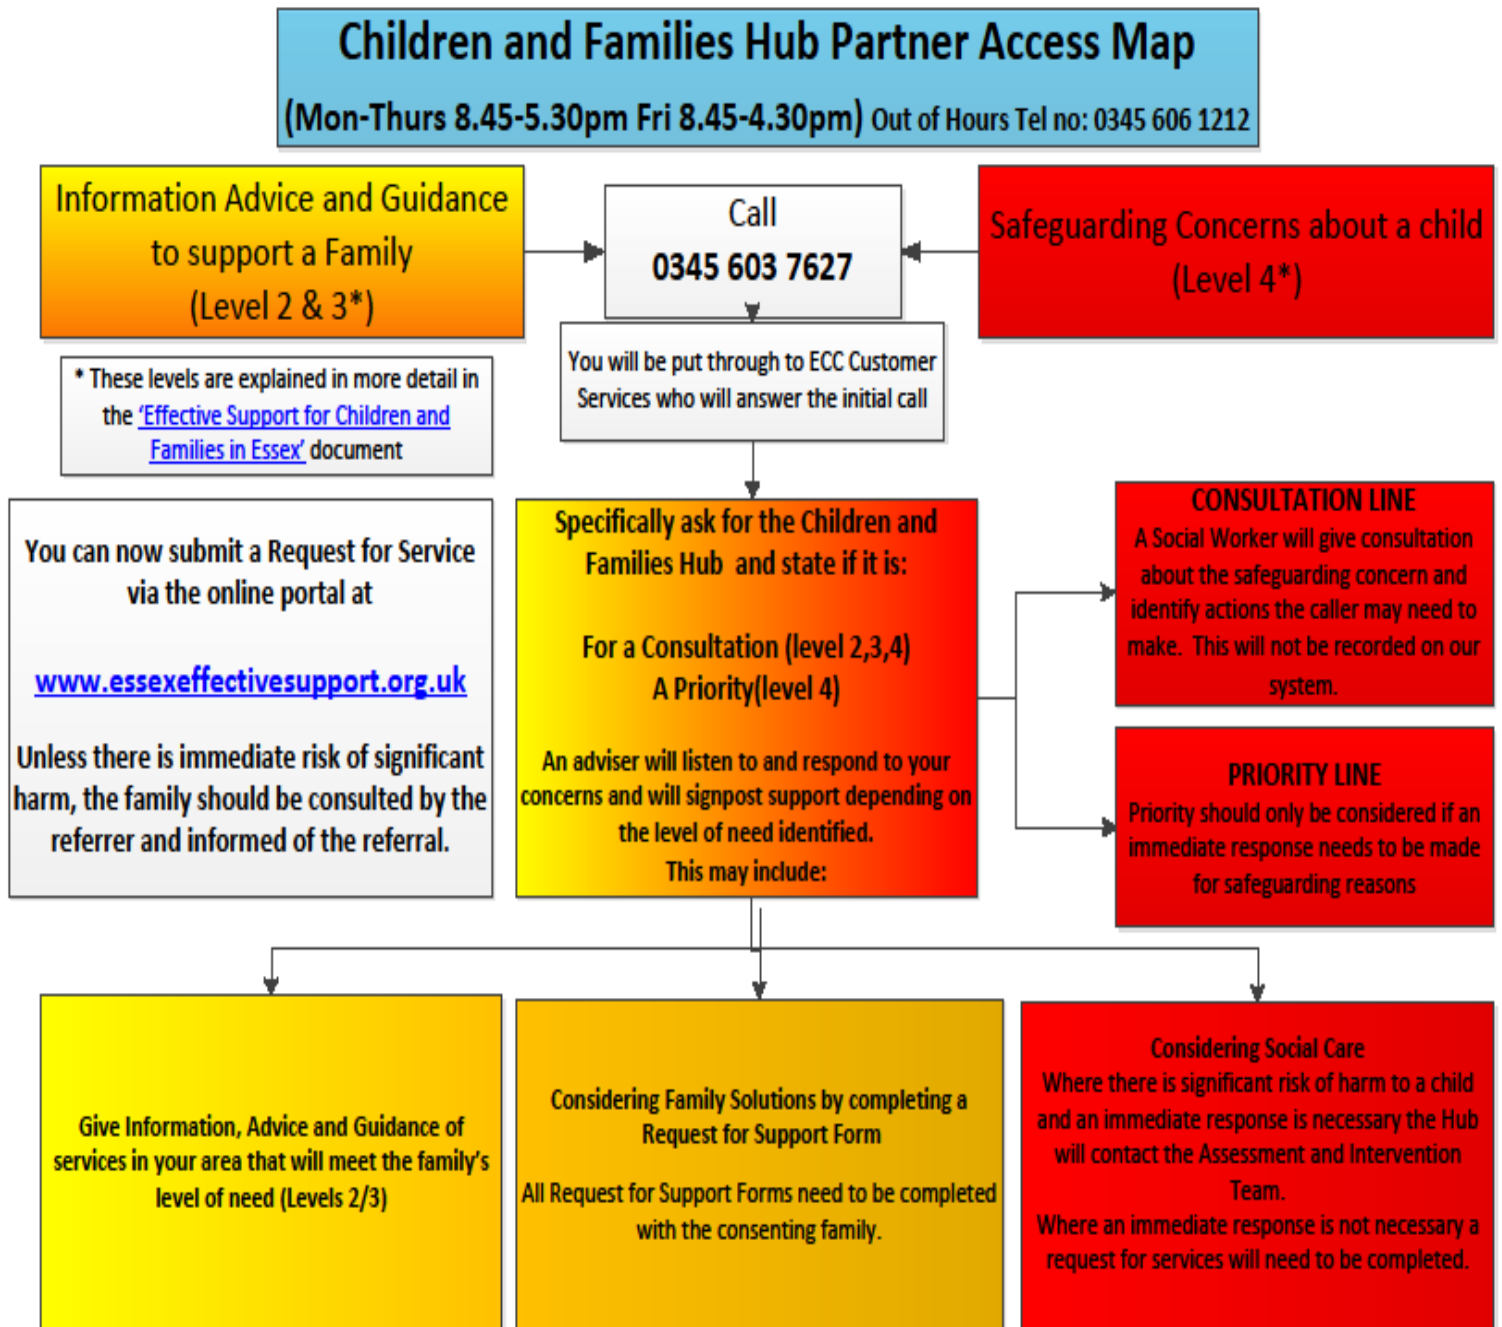 Children and Families Hub Partner Access Map
(Mon-Thurs 8.45-5.30pm Fri 8.45-4.30pm) Out of Hours Tel no: 0345 606 1212
Information Advice and Guidance
to support a Family
(Level 2 & 3*)
Call
0345 603 7627
Safeguarding Concerns about a child
(Level 4*)
You will be put through to ECC Customer
Services who will answer the initial call
* These levels are explained in more detail in
the 'Effective Support for Children and
Families in Essex' document
You can now submit a Request for Service
via the online portal at
www.essexeffectivesupport.org.uk
Unless there is immediate risk of significant
harm, the family should be consulted by the
referrer and informed of the referral.
Specifically ask for the Children and
Families Hub and state if it is:
For a Consultation (level 2,3,4)
A Priority(level 4)
An adviser will listen to and respond to your
concerns and will signpost support depending on
the level of need identified.
This may include:
CONSULTATION LINE
A Social Worker will give consultation
about the safeguarding concern and
identify actions the caller may need to
make. This will not be recorded on our
system.
PRIORITY LINE
Priority should only be considered if an
immediate response needs to be made
for safeguarding reasons
Give Information, Advice and Guidance of
services in your area that will meet the family's
level of need (Levels 2/3)
Considering Family Solutions by completing a
Request for Support Form
All Request for Support Forms need to be completed
with the consenting family.
Considering Social Care
Where there is significant risk of harm to a child
and an immediate response is necessary the Hub
will contact the Assessment and Intervention
Team.
Where an immediate response is not necessary a
request for services will need to be completed.